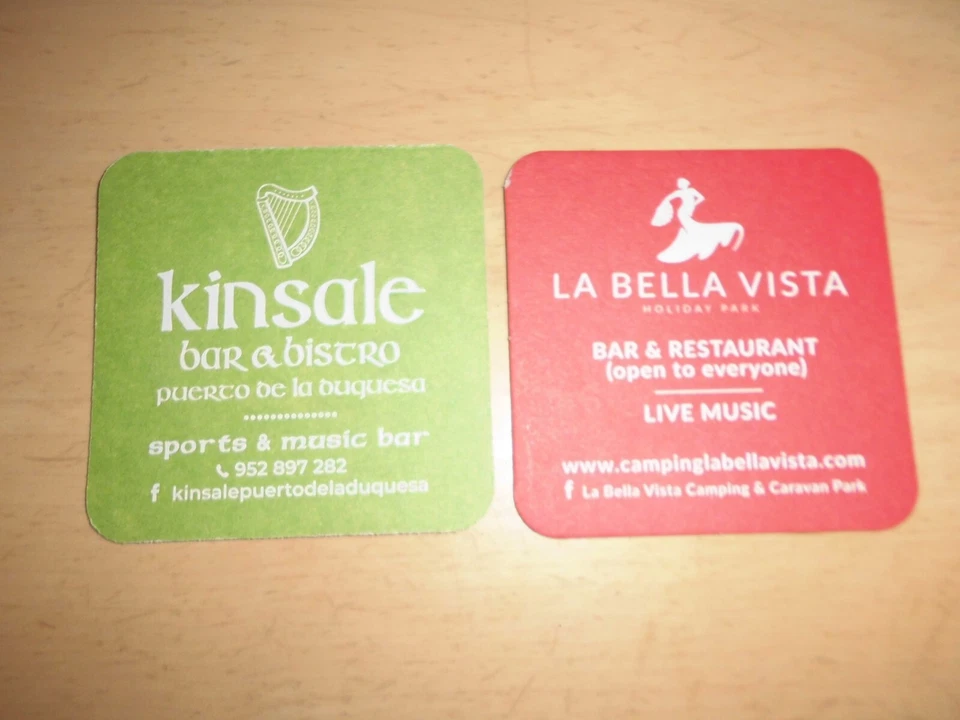 kinsale
bar & bistro
puerto de la duquesa
sports & music bar
952 897 282
f kinsalepuertodeladuquesa
LA BELLA VISTA
HOLIDAY PARK
BAR & RESTAURANT
(open to everyone)
LIVE MUSIC
www.campinglabellavista.com
f La Bella Vista Camping & Caravan Park